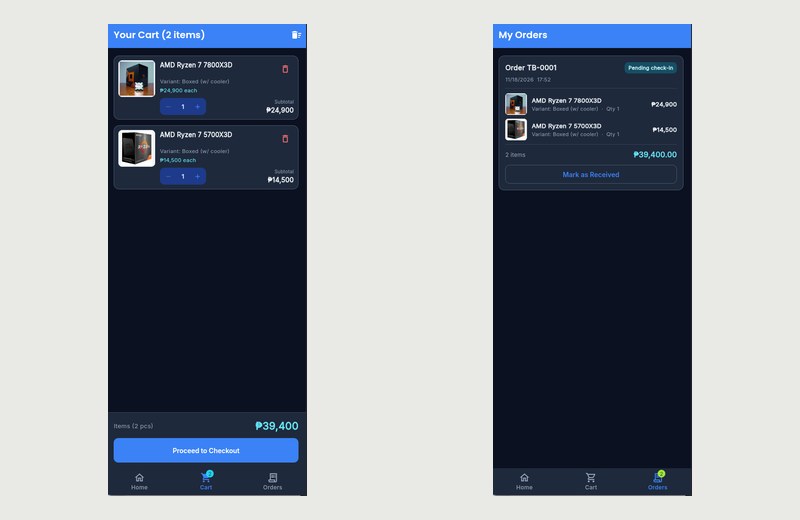 Your Cart (2 items)
AMD Ryzen 7 7800X3D
Variant: Boxed (w/ cooler)
₱24,900 each
1
Subtotal
₱24,900
AMD Ryzen 7 5700X3D
Variant: Boxed (w/ cooler)
₱14,500 each
1
Subtotal
₱14,500
Items (2 pcs)
₱39,400
Proceed to Checkout
2
Home
Cart
Orders
My Orders
Order TB-0001
Pending check-in
11/18/2026 17:52
AMD Ryzen 7 7800X3D
Variant: Boxed (w/ cooler) · Qty 1
₱24,900
AMD Ryzen 7 5700X3D
Variant: Boxed (w/ cooler) · Qty 1
₱14,500
2 items
₱39,400.00
Mark as Received
2
Home
Cart
Orders